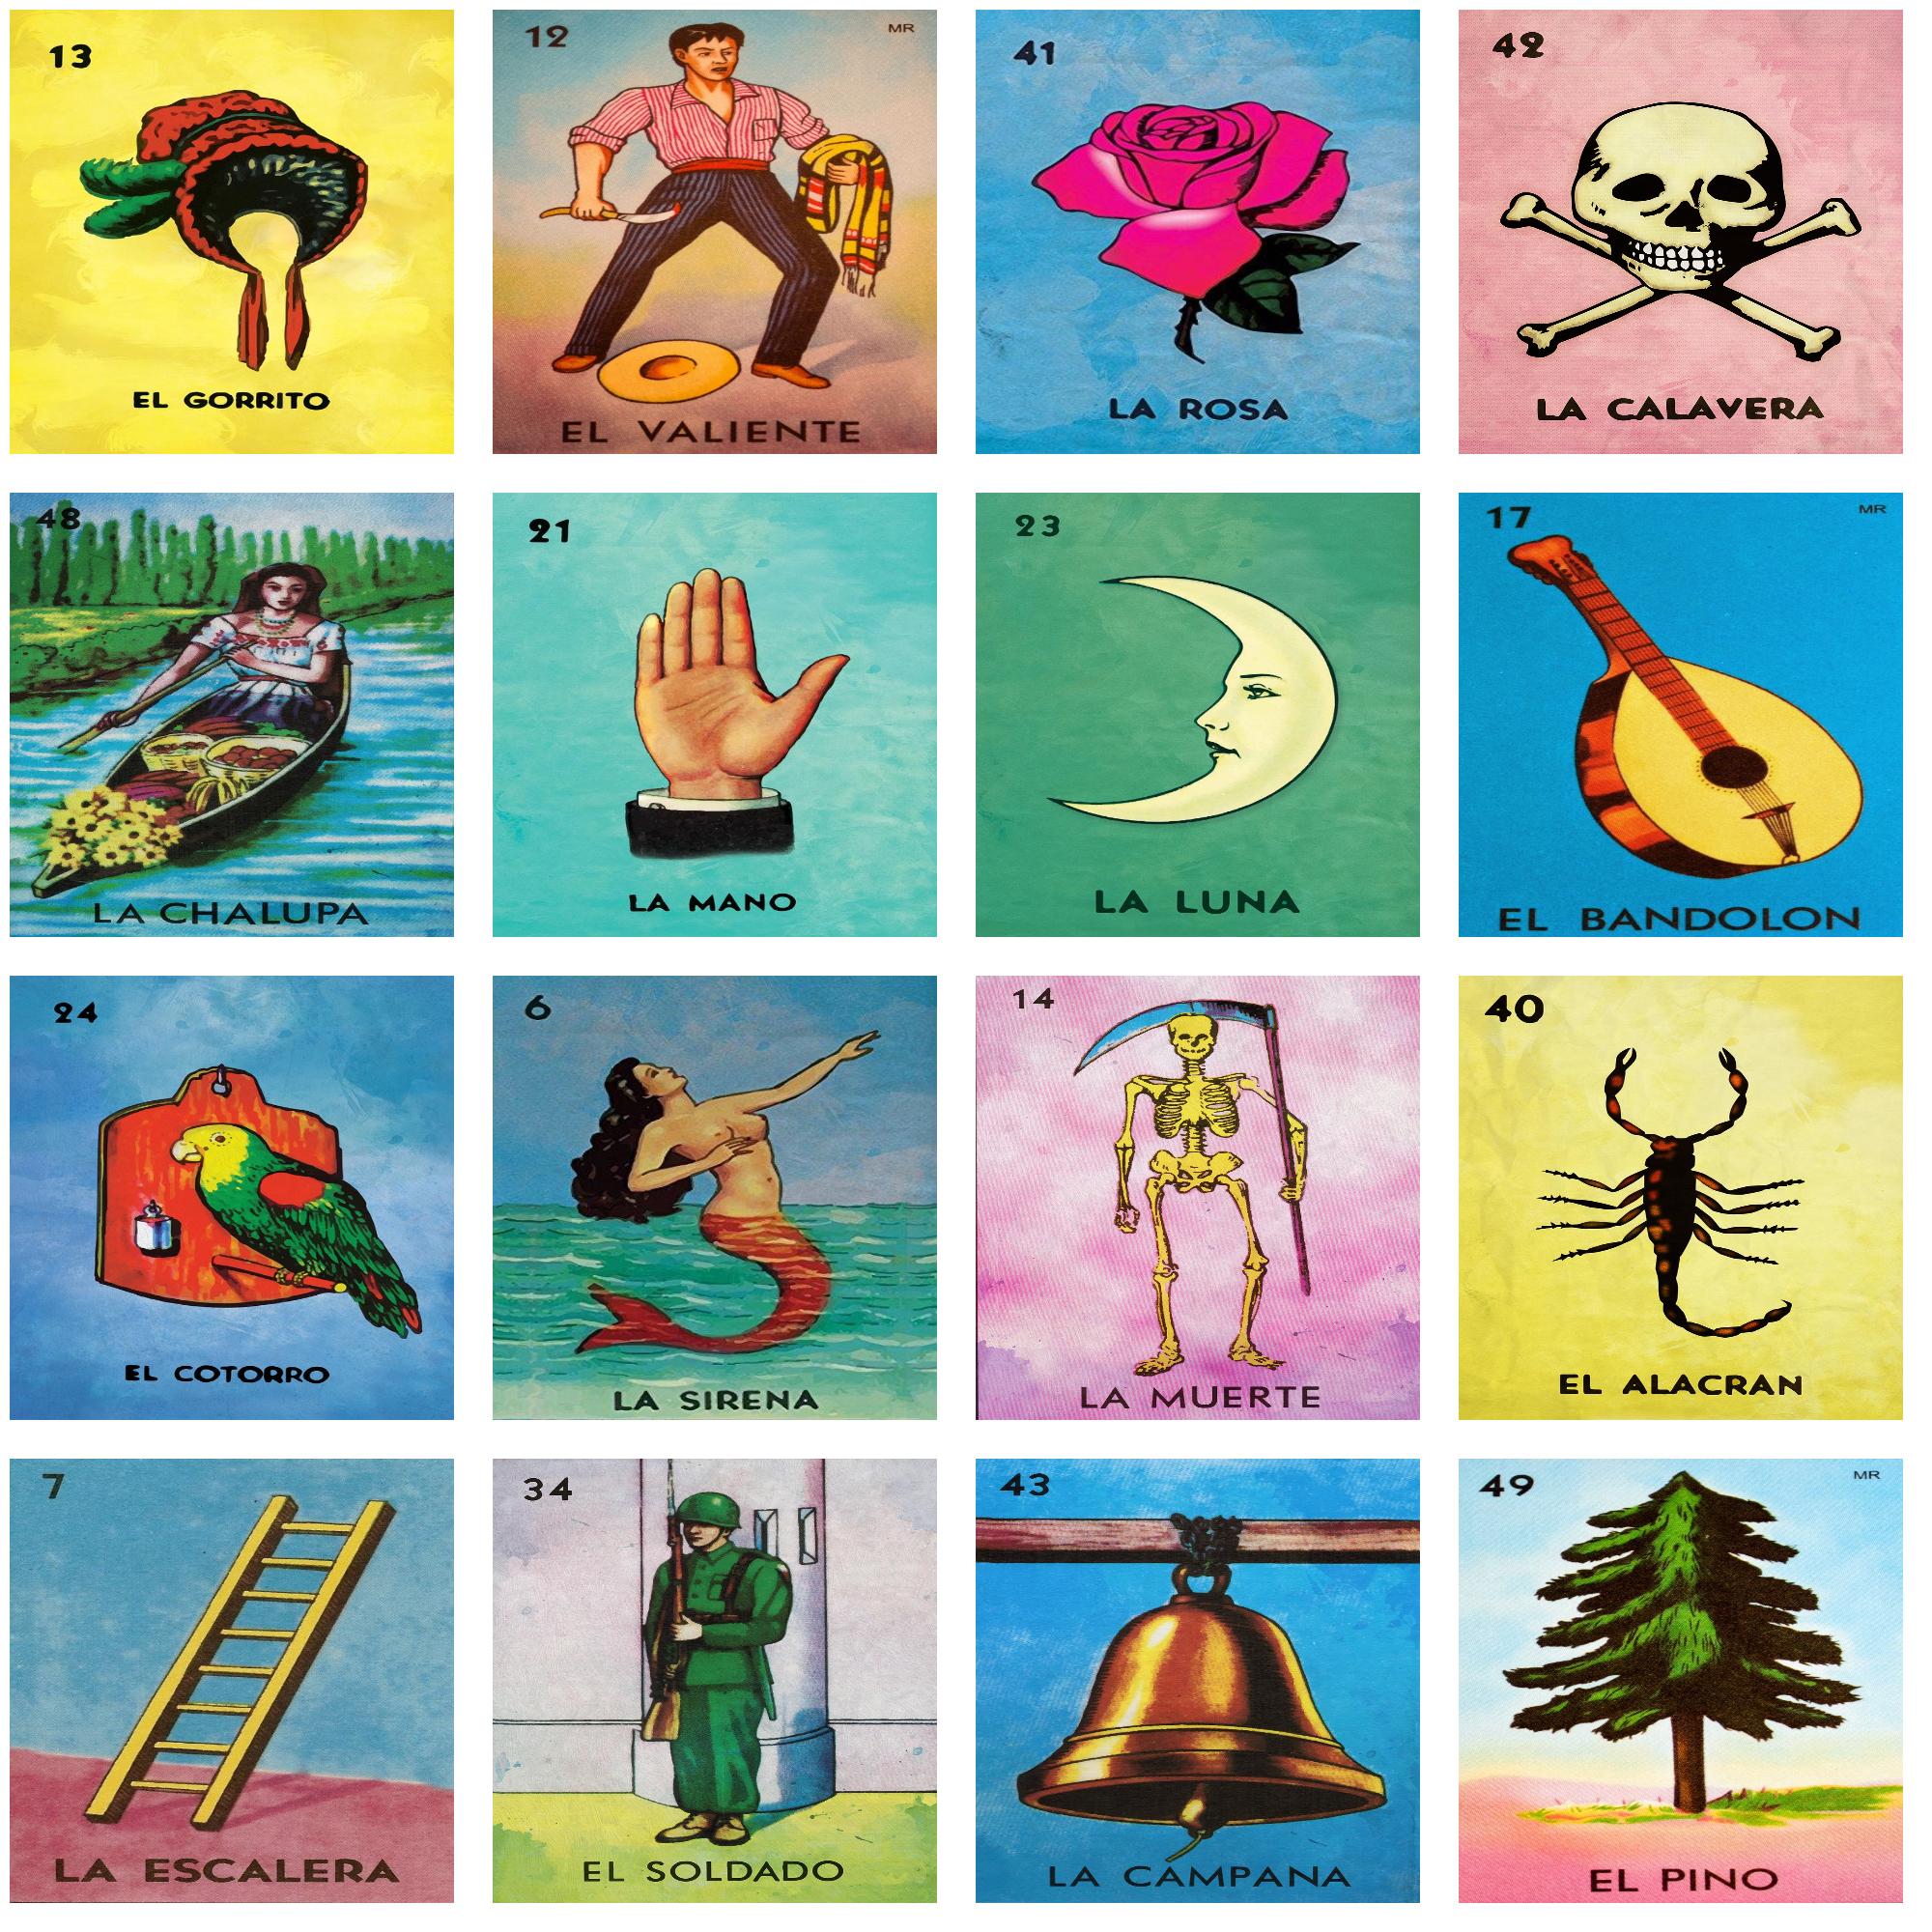 13
EL GORRITO
12
MR
EL VALIENTE
41
LA ROSA
42
LA CALAVERA
48
LA CHALUPA
21
LA MANO
23
LA LUNA
17
MR
EL BANDOLON
24
EL COTORRO
6
LA SIRENA
14
LA MUERTE
40
EL ALACRAN
7
LA ESCALERA
34
EL SOLDADO
43
LA CAMPANA
49
MR
EL PINO